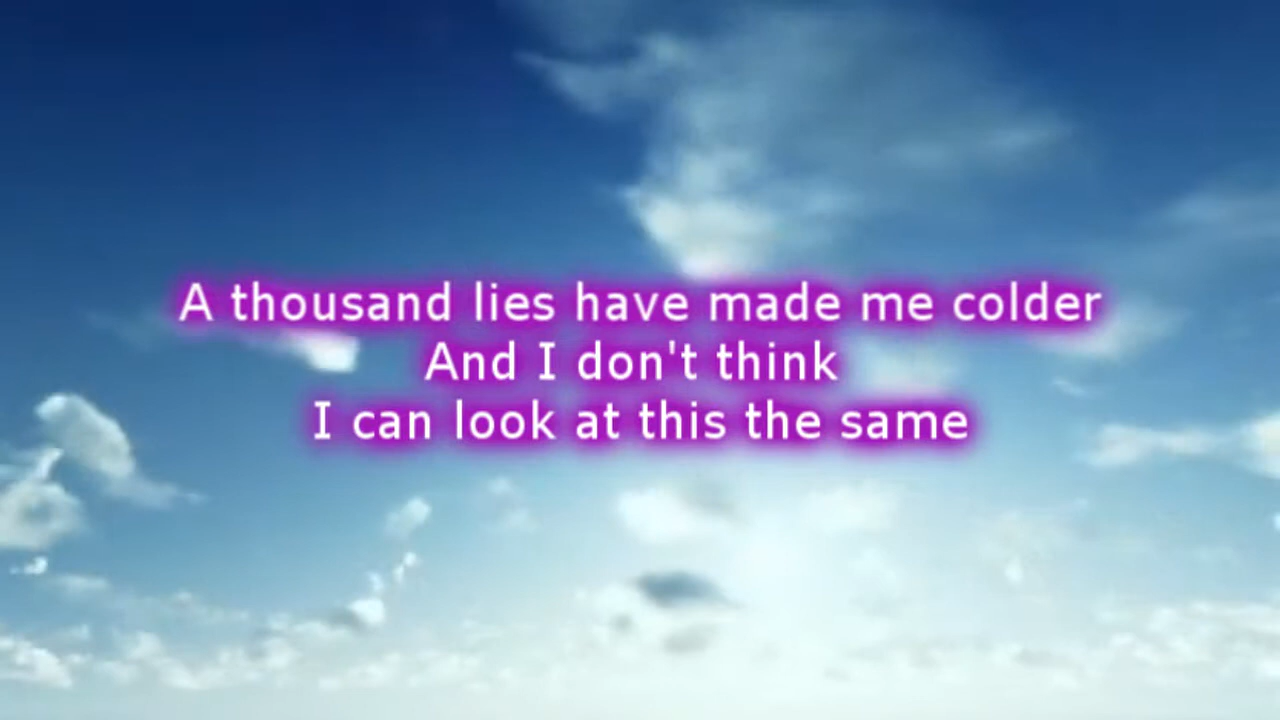 A thousand lies have made me colder
And I don't think
I can look at this the same